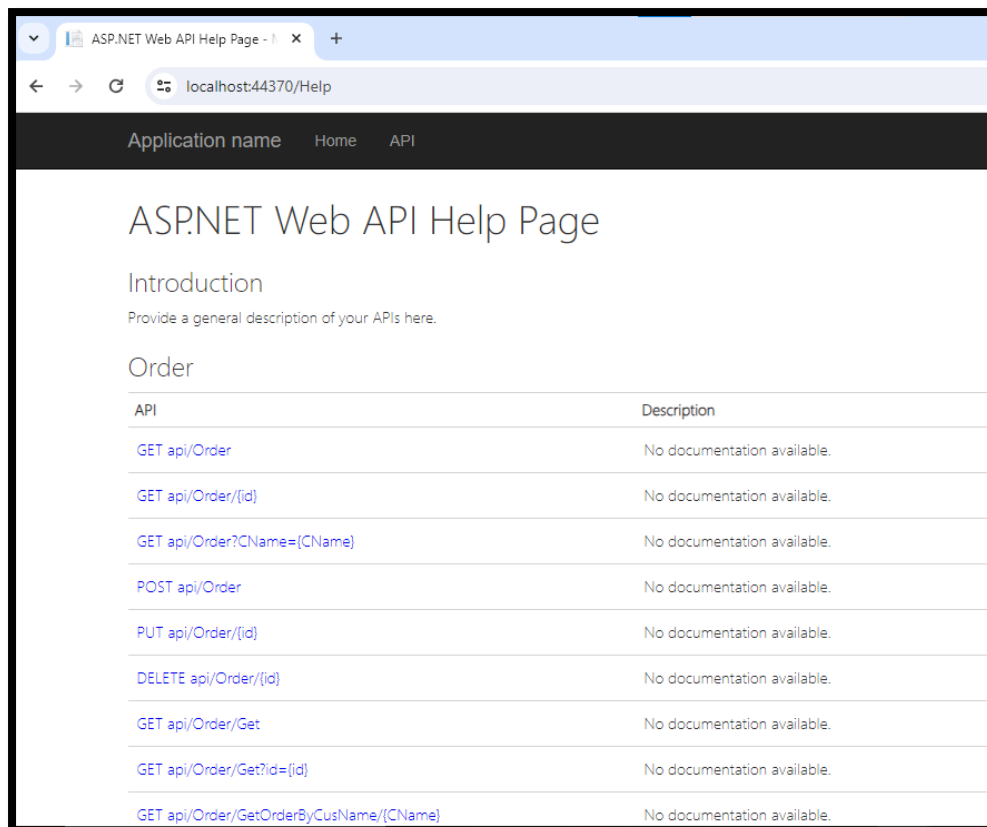 ASP.NET Web API Help Page -
localhost:44370/Help
Application name Home API
ASP.NET Web API Help Page
Introduction
Provide a general description of your APIs here.
Order
API Description
GET api/Order No documentation available.
GET api/Order/{id} No documentation available.
GET api/Order?CName={CName} No documentation available.
POST api/Order No documentation available.
PUT api/Order/{id} No documentation available.
DELETE api/Order/{id} No documentation available.
GET api/Order/Get No documentation available.
GET api/Order/Get?id={id} No documentation available.
GET api/Order/GetOrderByCusName/{CName} No documentation available.